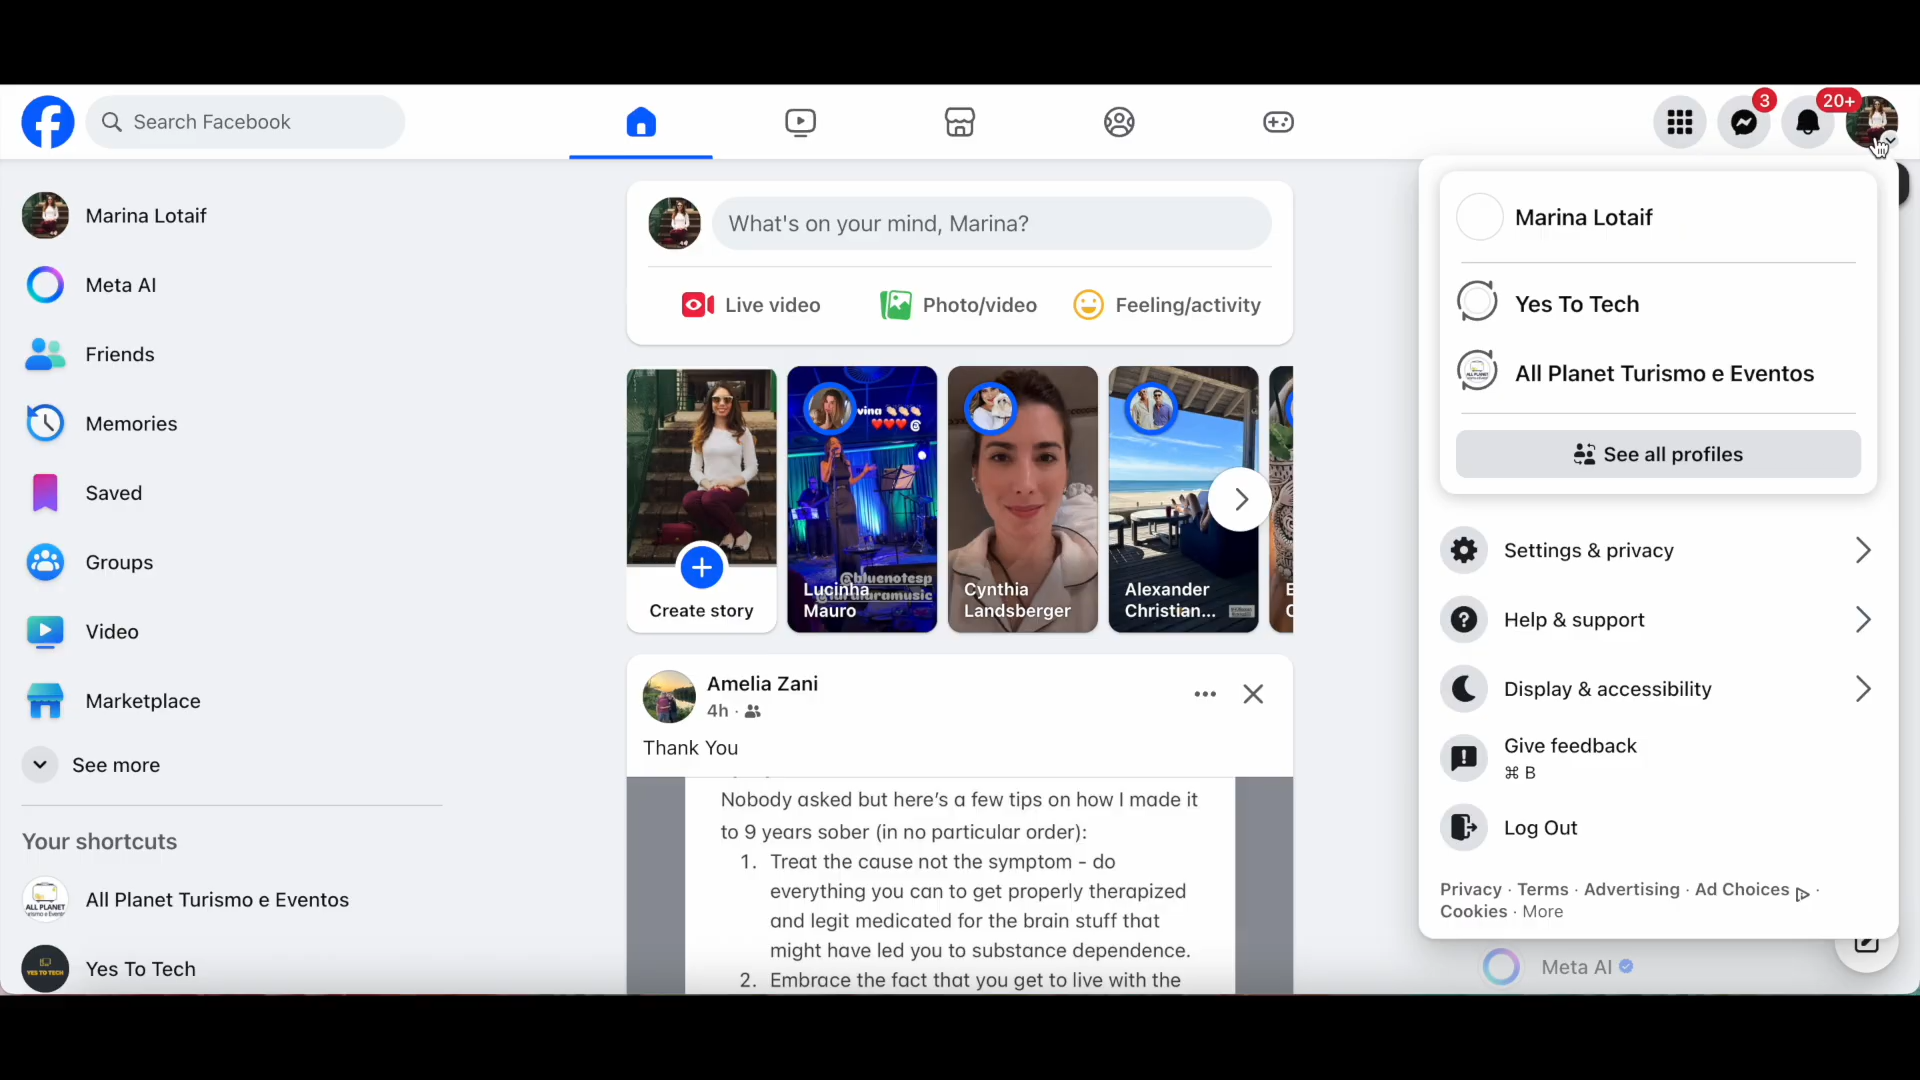 Search Facebook
3
20+
Marina Lotaif
Meta AI
Friends
Memories
Saved
Groups
Video
Marketplace
See more
Your shortcuts
ALL PLANET
All Planet Turismo e Eventos
YES TO TECH
Yes To Tech
What's on your mind, Marina?
Live video
Photo/video
Feeling/activity
Create story
vina
@bluenotesp
Lucinha
Mauro
Cynthia
Landsberger
Alexander
Christian...
Amelia Zani
4h ·
Thank You
Nobody asked but here's a few tips on how I made it
to 9 years sober (in no particular order):
1. Treat the cause not the symptom - do
everything you can to get properly therapized
and legit medicated for the brain stuff that
might have led you to substance dependence.
2. Embrace the fact that you get to live with the
Marina Lotaif
Yes To Tech
All Planet Turismo e Eventos
See all profiles
Settings & privacy
Help & support
Display & accessibility
Give feedback
⌘ B
Log Out
Privacy · Terms · Advertising · Ad Choices ·
Cookies · More
Meta AI